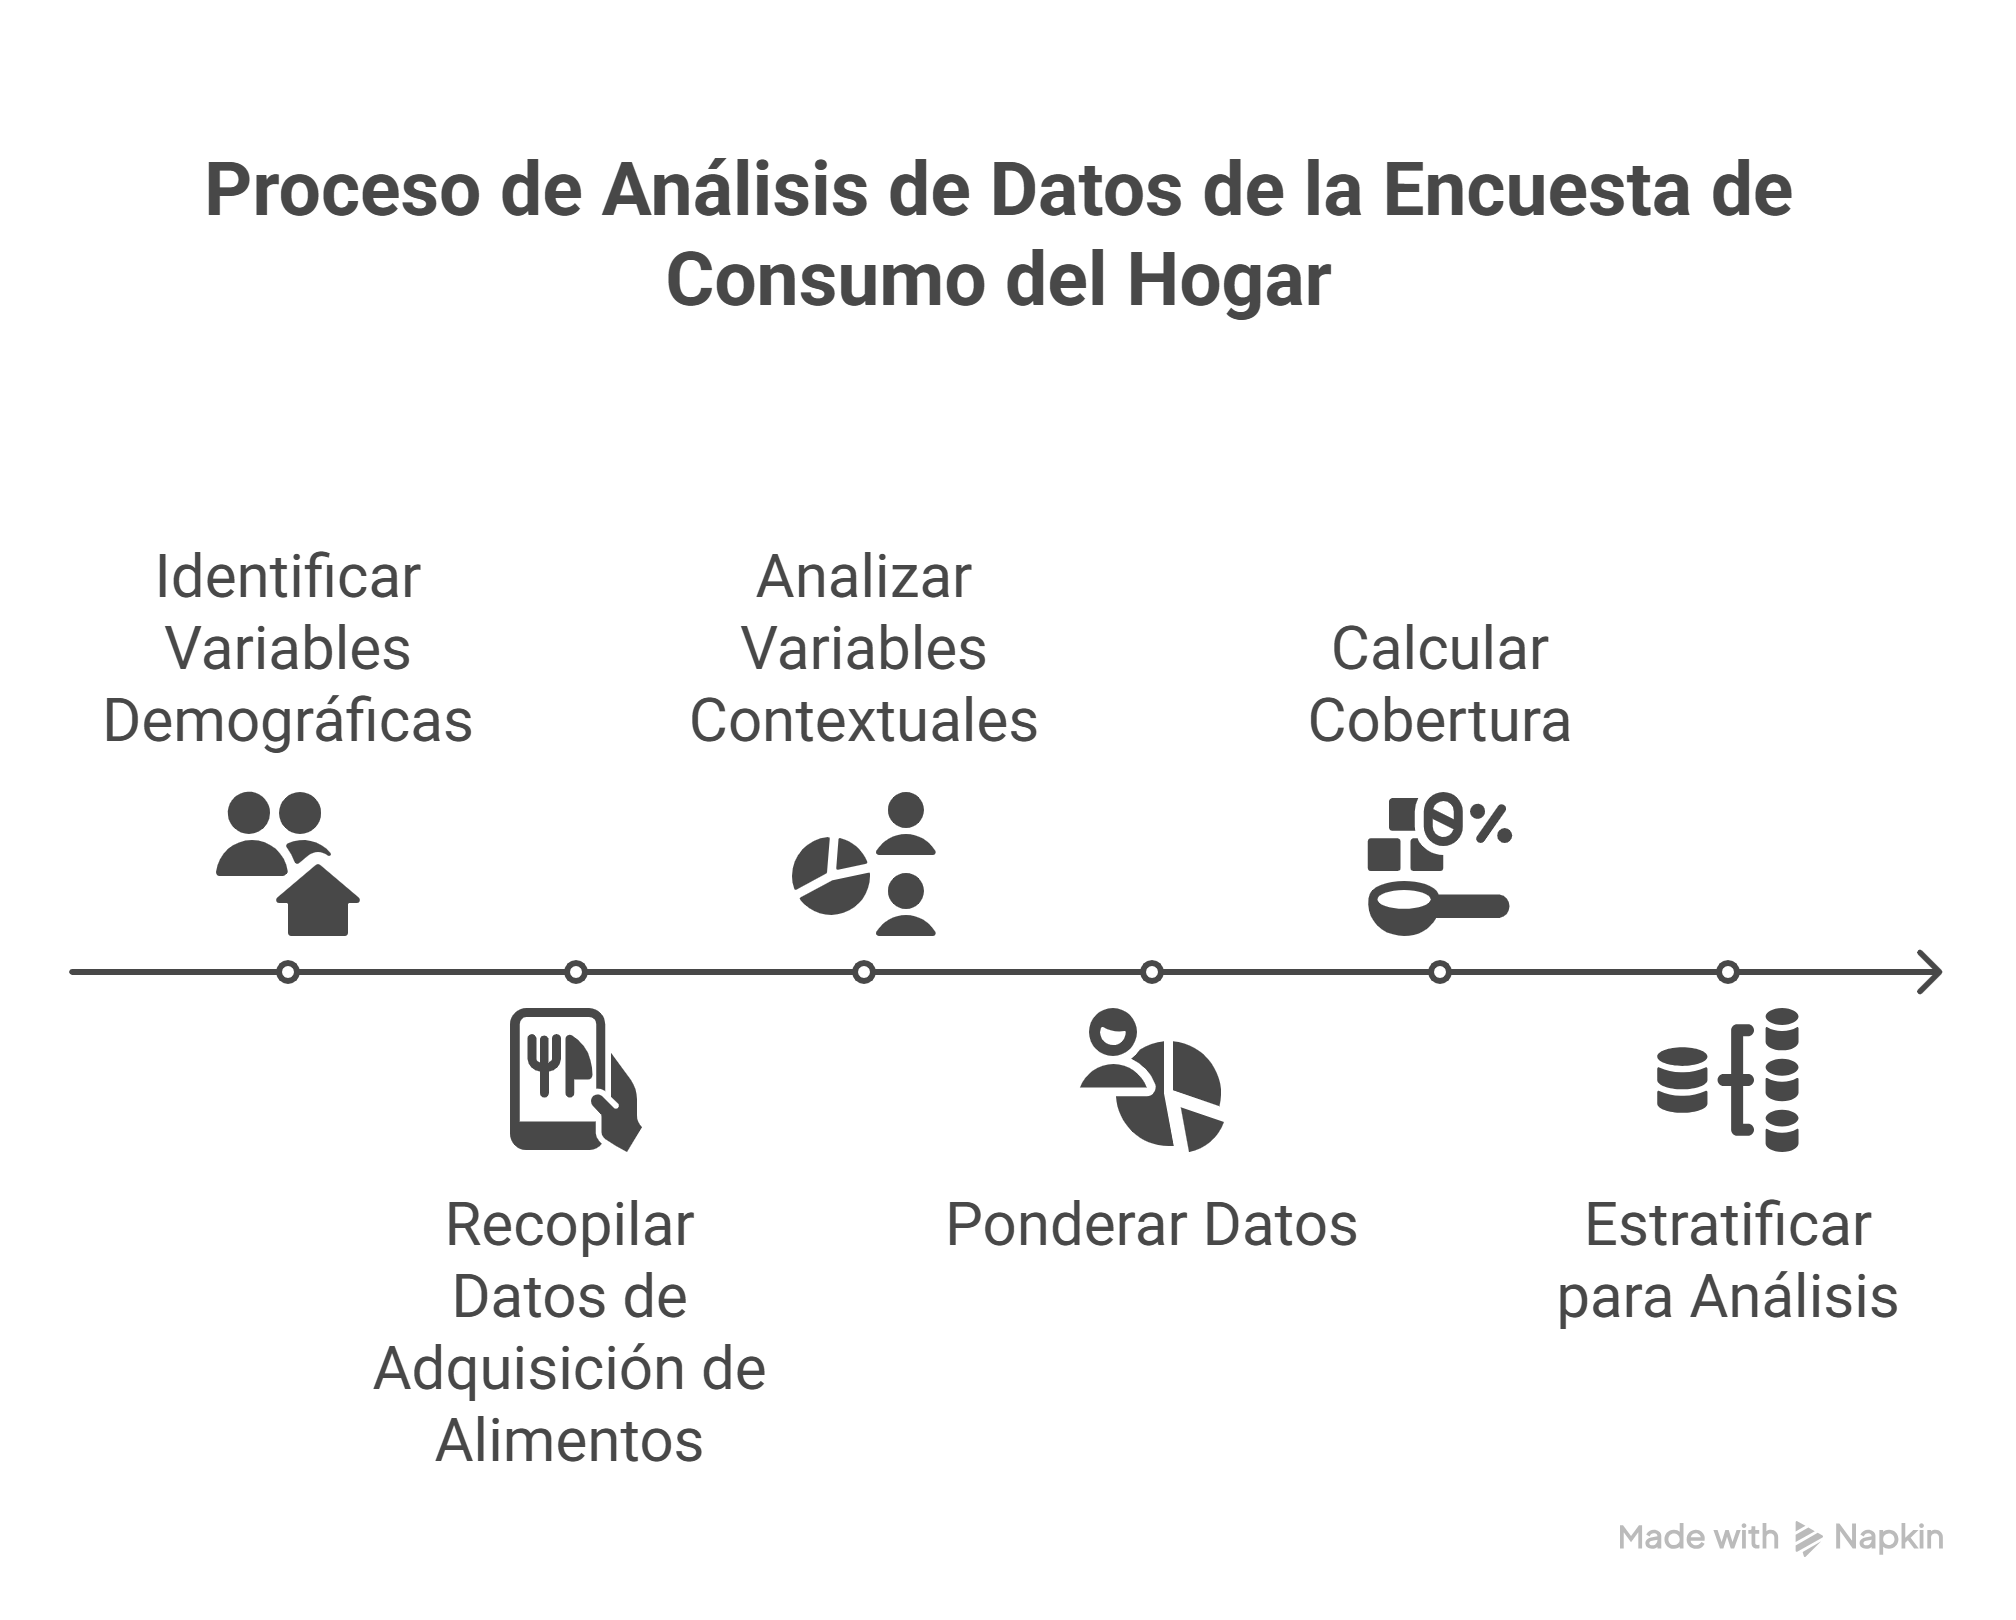 Proceso de Análisis de Datos de la Encuesta de
Consumo del Hogar
Identificar
Variables
Demográficas
Recopilar
Datos de
Adquisición de
Alimentos
Analizar
Variables
Contextuales
Ponderar Datos
Calcular
Cobertura
0%
Estratificar
para Análisis
Made with Napkin